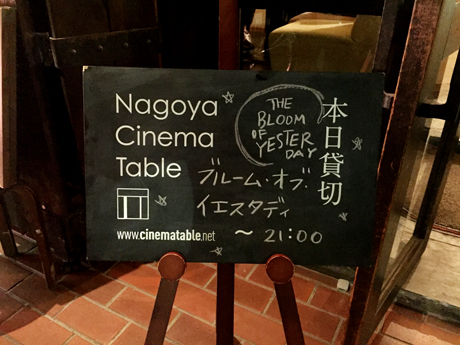 Nagoya
Cinema
Table
www.cinematable.net
THE
BLOOM
OF
YESTER
DAY
ブルーム・オブ・
イエスタディ
～ 21:00
本日貸切